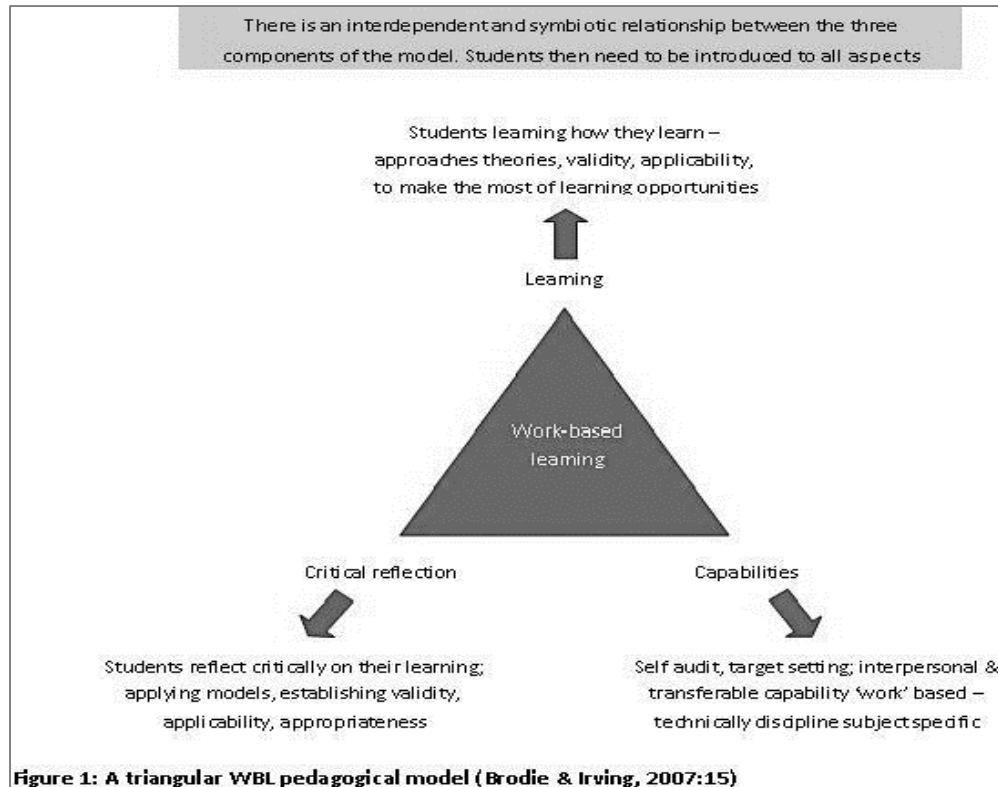 There is an interdependent and symbiotic relationship between the three
components of the model. Students then need to be introduced to all aspects
Students learning how they learn –
approaches theories, validity, applicability,
to make the most of learning opportunities
Learning
Work-based
learning
Critical reflection
Capabilities
Students reflect critically on their learning;
applying models, establishing validity,
applicability, appropriateness
Self audit, target setting; interpersonal &
transferable capability ‘work’ based –
technically discipline subject specific
Figure 1: A triangular WBL pedagogical model (Brodie & Irving, 2007:15)